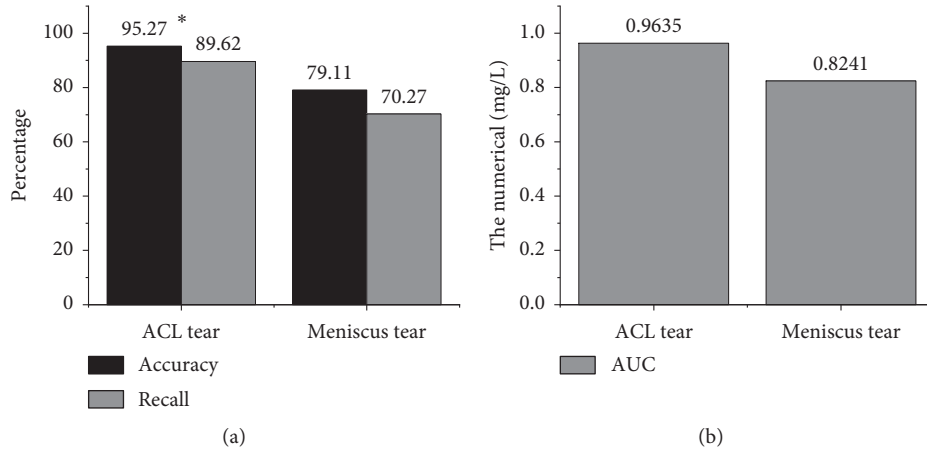 95.27 *
89.62
79.11
70.27
100
80
60
40
20
0
Percentage
ACL tear
Meniscus tear
Accuracy
Recall
(a)
0.9635
0.8241
1.0
0.8
0.6
0.4
0.2
0.0
The numerical (mg/L)
ACL tear
Meniscus tear
AUC
(b)